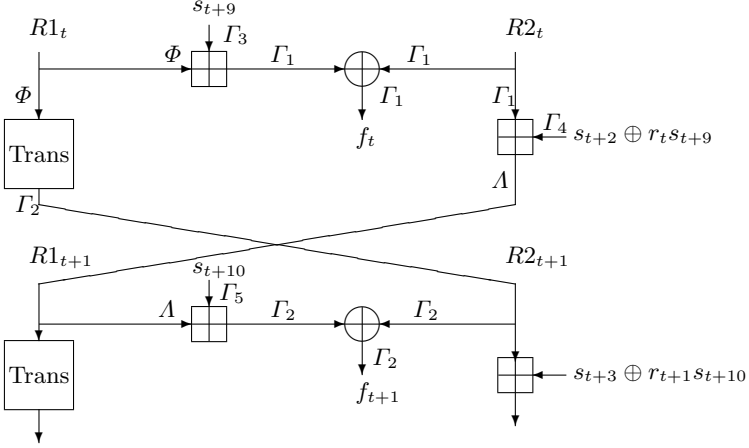 s_{t+9}
R1_t R2_t
Γ_3
Φ Γ_1 Γ_1
Φ Γ_1 Γ_1
f_t
Γ_4
Trans s_{t+2} ⊕ r_t s_{t+9}
Λ
Γ_2
R1_{t+1} R2_{t+1}
s_{t+10}
Γ_5
Λ Γ_2 Γ_2
Γ_2
Trans s_{t+3} ⊕ r_{t+1} s_{t+10}
f_{t+1}